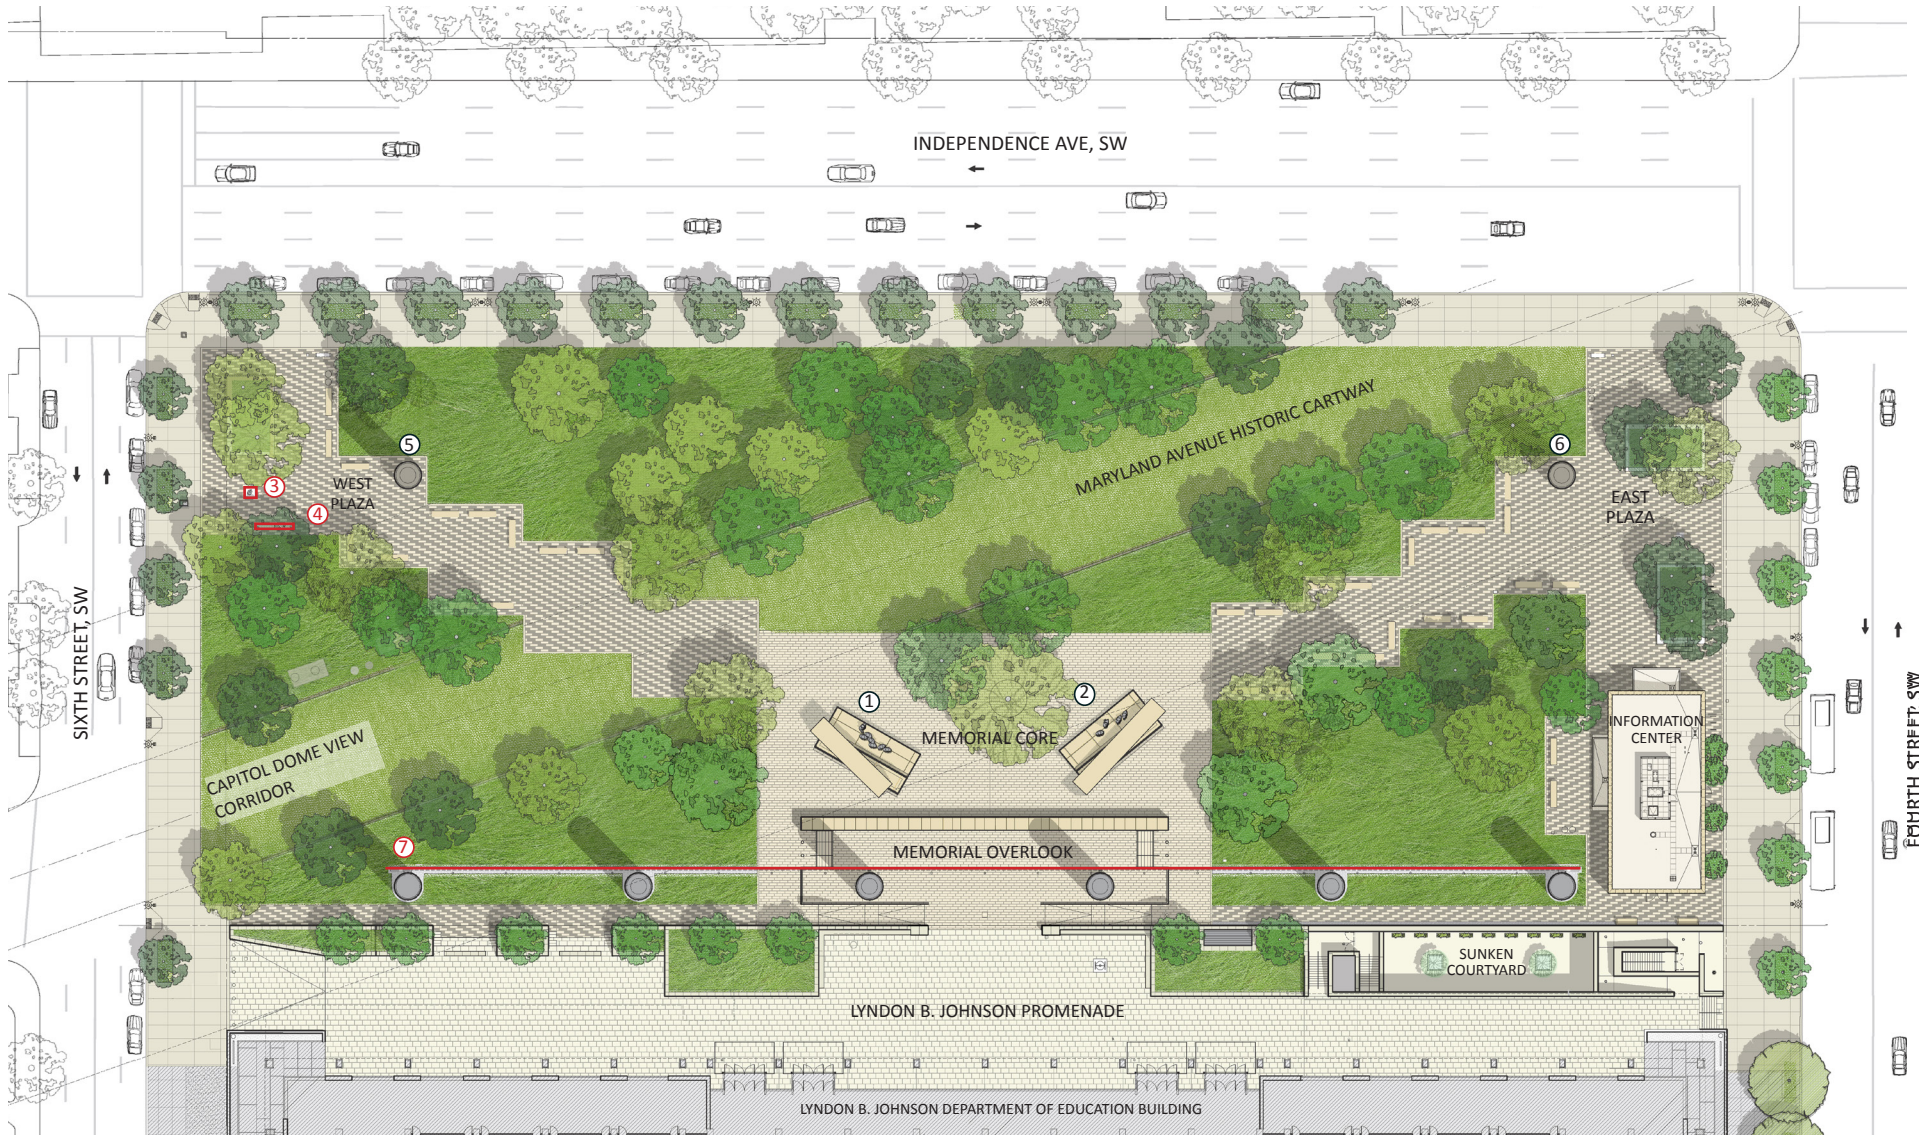 INDEPENDENCE AVE, SW
MARYLAND AVENUE HISTORIC CARTWAY
5
6
WEST
PLAZA
EAST
PLAZA
3
4
SIXTH STREET, SW
1
2
MEMORIAL CORE
INFORMATION
CENTER
CAPITOL DOME VIEW
CORRIDOR
7
MEMORIAL OVERLOOK
FOURTH STREET, SW
SUNKEN
COURTYARD
LYNDON B. JOHNSON PROMENADE
LYNDON B. JOHNSON DEPARTMENT OF EDUCATION BUILDING